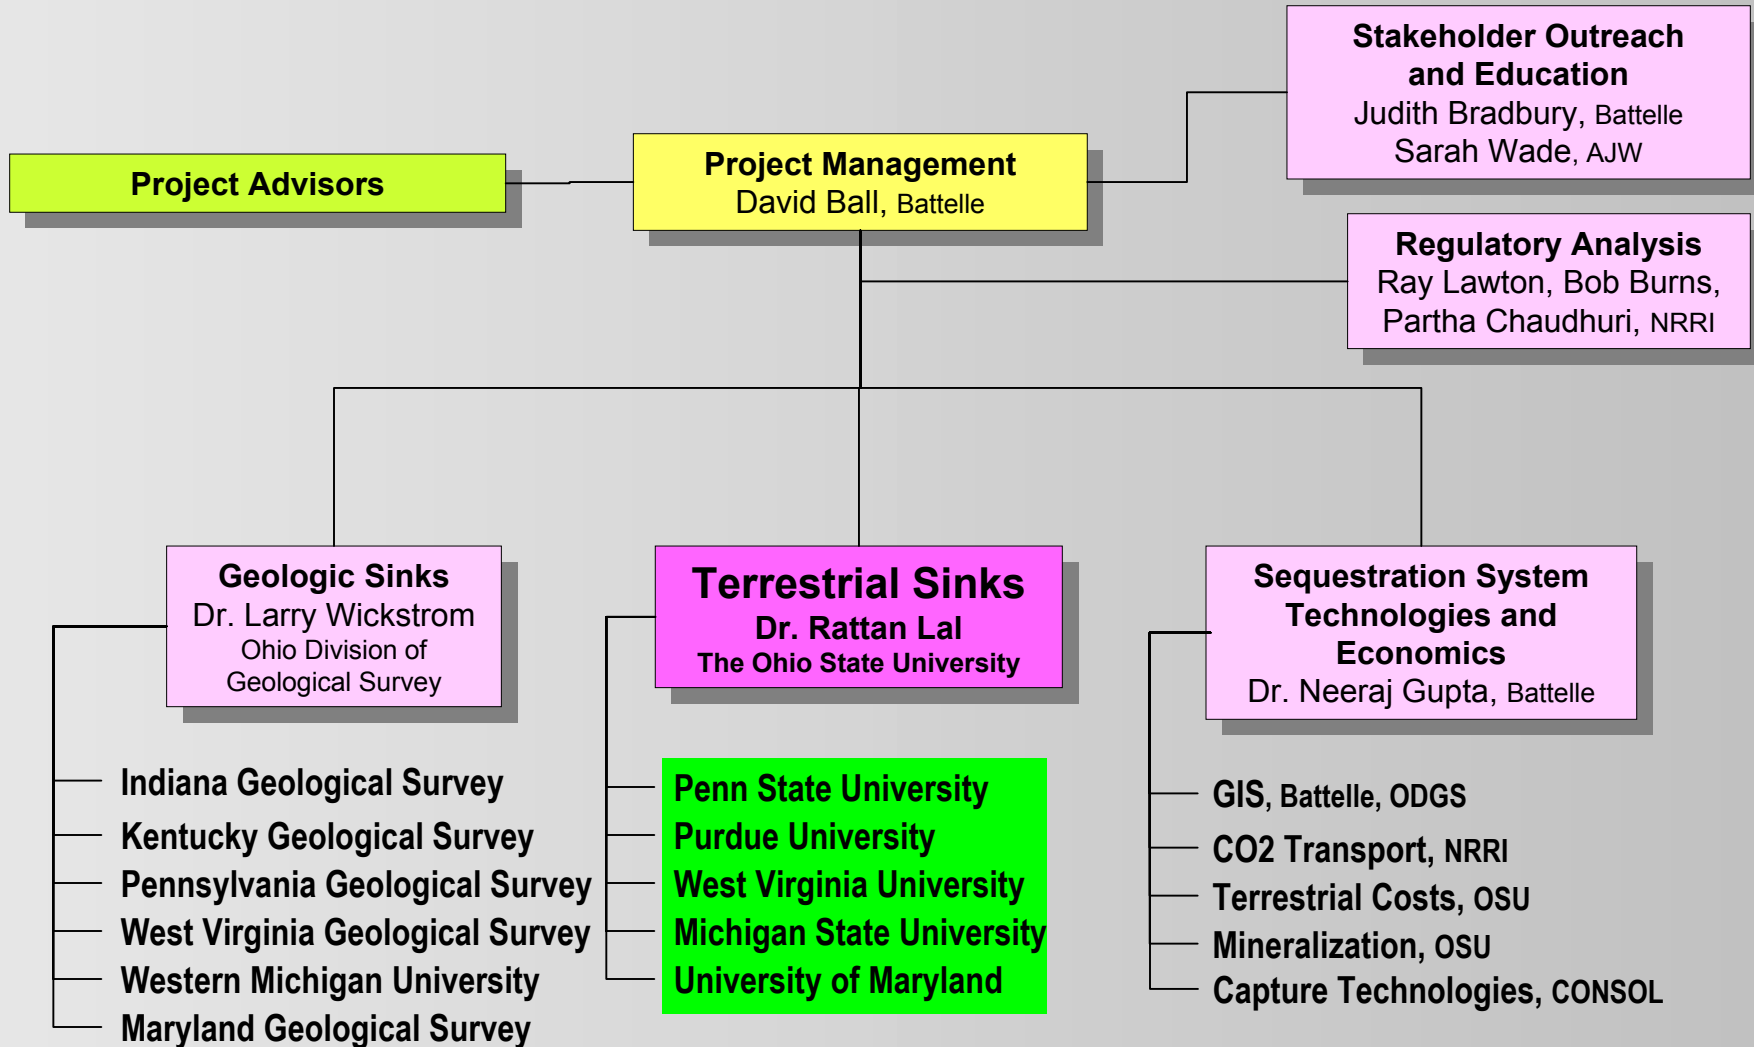 Stakeholder Outreach
and Education
Judith Bradbury, Battelle
Sarah Wade, AJW
Project Advisors
Project Management
David Ball, Battelle
Regulatory Analysis
Ray Lawton, Bob Burns,
Partha Chaudhuri, NRRI
Geologic Sinks
Dr. Larry Wickstrom
Ohio Division of
Geological Survey
Indiana Geological Survey
Kentucky Geological Survey
Pennsylvania Geological Survey
West Virginia Geological Survey
Western Michigan University
Maryland Geological Survey
Terrestrial Sinks
Dr. Rattan Lal
The Ohio State University
Penn State University
Purdue University
West Virginia University
Michigan State University
University of Maryland
Sequestration System
Technologies and
Economics
Dr. Neeraj Gupta, Battelle
GIS, Battelle, ODGS
CO2 Transport, NRRI
Terrestrial Costs, OSU
Mineralization, OSU
Capture Technologies, CONSOL